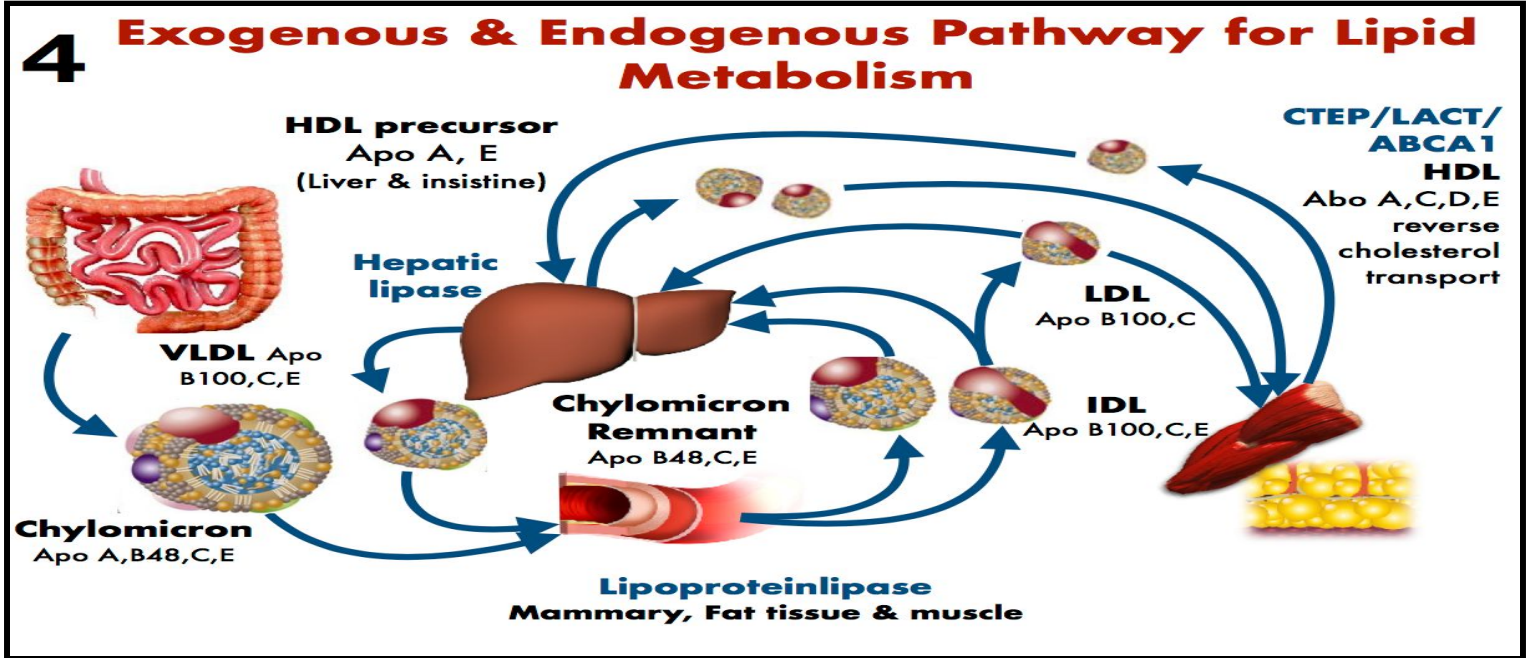 4
Exogenous & Endogenous Pathway for Lipid
Metabolism
HDL precursor
Apo A, E
(Liver & insistine)
CTEP/LACT/
ABCA1
HDL
Abo A,C,D,E
reverse
cholesterol
transport
Hepatic
lipase
LDL
Apo B100,C
VLDL Apo
B100,C,E
Chylomicron
Remnant
Apo B48,C,E
IDL
Apo B100,C,E
Chylomicron
Apo A,B48,C,E
Lipoproteinlipase
Mammary, Fat tissue & muscle